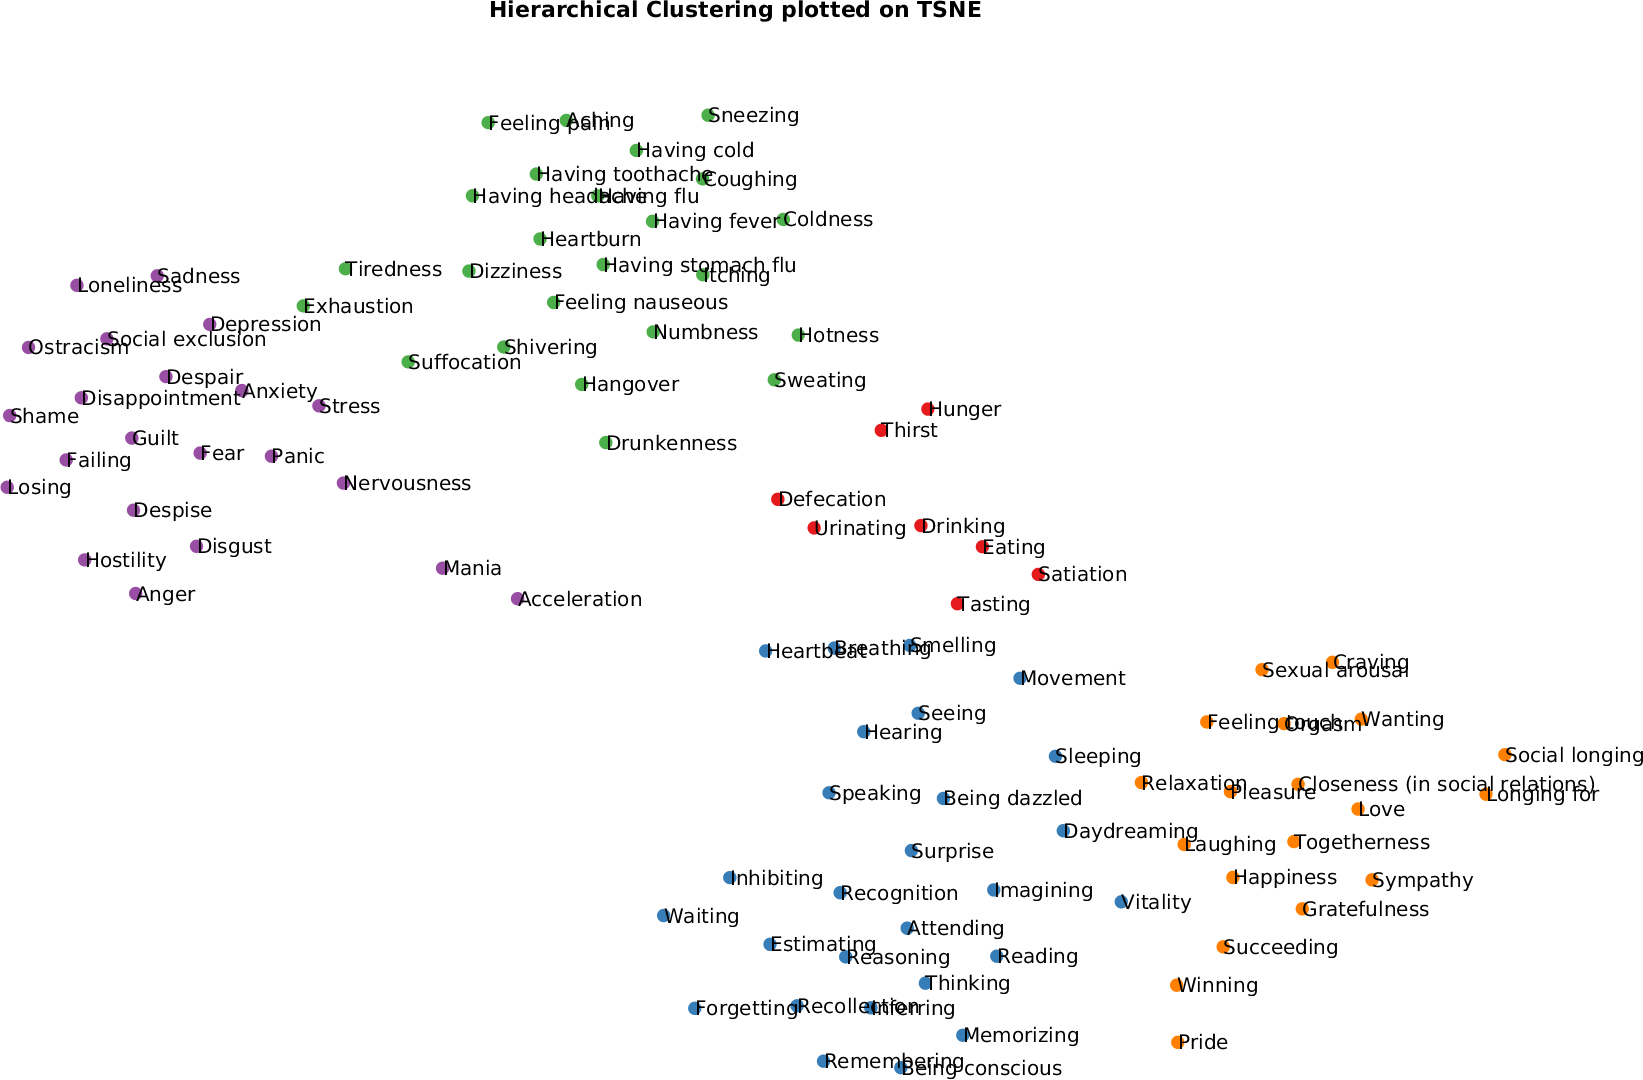 Hierarchical Clustering plotted on TSNE
Sneezing
Feeling pain
Aching
Having cold
Having toothache
Coughing
Having headache
Having flu
Having fever
Coldness
Heartburn
Having stomach flu
Tiredness
Dizziness
Itching
Sadness
Loneliness
Feeling nauseous
Exhaustion
Depression
Numbness
Hotness
Social exclusion
Ostracism
Shivering
Suffocation
Despair
Sweating
Hangover
Anxiety
Disappointment
Stress
Hunger
Shame
Thirst
Guilt
Drunkenness
Fear
Panic
Failing
Nervousness
Losing
Defecation
Despise
Urinating
Drinking
Disgust
Eating
Hostility
Mania
Satiation
Anger
Acceleration
Tasting
Heartbeat
Breathing
Smelling
Craving
Sexual arousal
Movement
Seeing
Feeling touch
Orgasm
Wanting
Hearing
Sleeping
Social longing
Relaxation
Closeness (in social relations)
Pleasure
Longing for
Speaking
Being dazzled
Love
Daydreaming
Laughing
Togetherness
Surprise
Inhibiting
Happiness
Sympathy
Recognition
Imagining
Vitality
Gratefulness
Waiting
Attending
Estimating
Succeeding
Reasoning
Reading
Thinking
Winning
Forgetting
Recollection
Inferring
Memorizing
Pride
Remembering
Being conscious